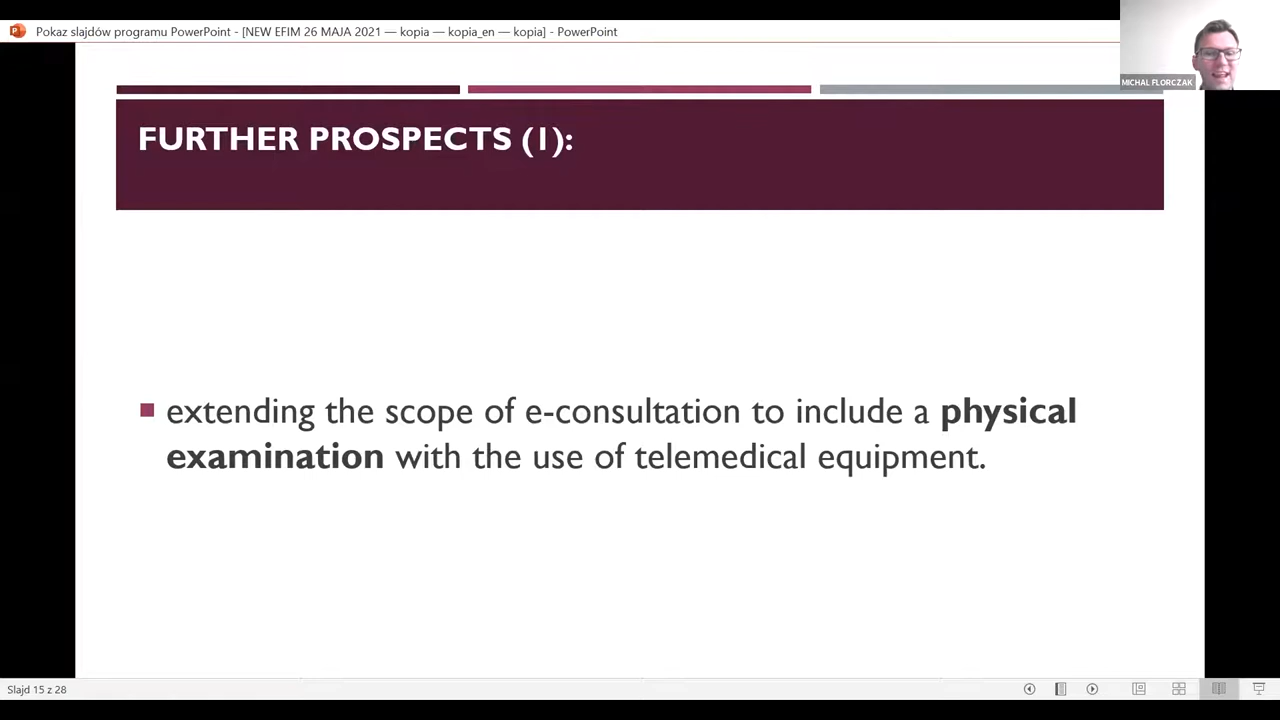 Pokaz slajdów programu PowerPoint - [NEW EFIM 26 MAJA 2021 — kopia — kopia_en — kopia] - PowerPoint
MICHAL FLORCZAK
FURTHER PROSPECTS (1):
extending the scope of e-consultation to include a physical
examination with the use of telemedical equipment.
Slajd 15 z 28